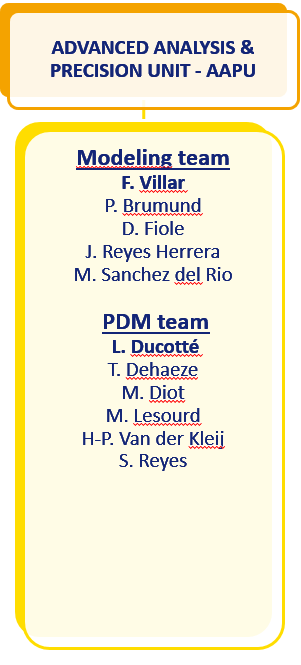 ADVANCED ANALYSIS &
PRECISION UNIT - AAPU
Modeling team
F. Villar
P. Brumund
D. Fiole
J. Reyes Herrera
M. Sanchez del Rio
PDM team
L. Ducotté
T. Dehaeze
M. Diot
M. Lesourd
H-P. Van der Kleij
S. Reyes